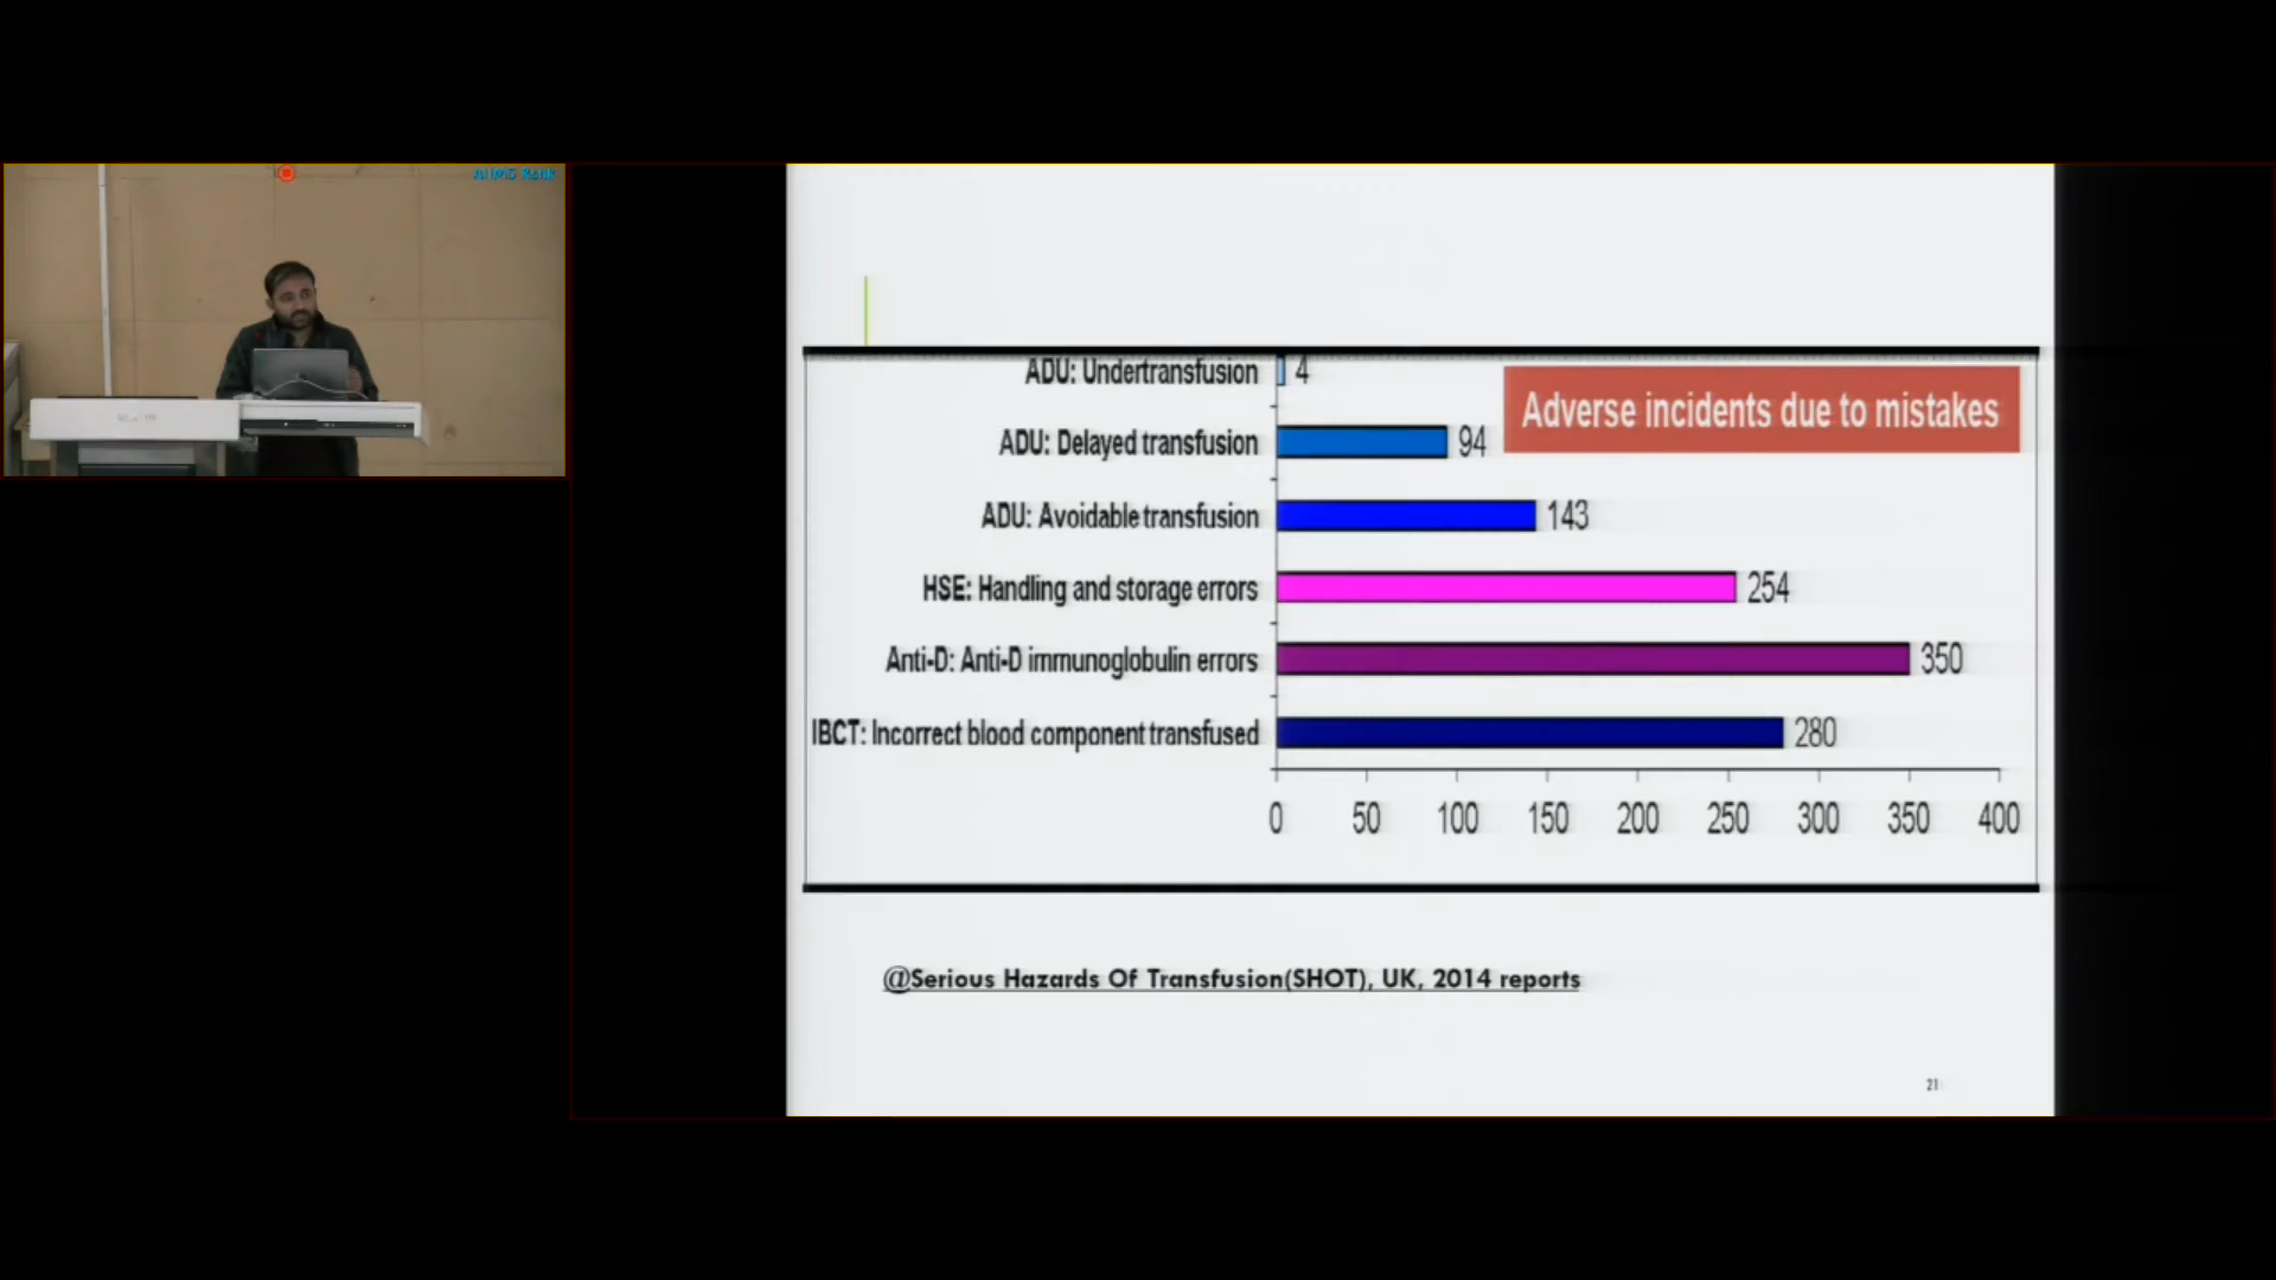 ADU: Undertransfusion 4
Adverse incidents due to mistakes
ADU: Delayed transfusion 94
ADU: Avoidable transfusion 143
HSE: Handling and storage errors 254
Anti-D: Anti-D immunoglobulin errors 350
IBCT: Incorrect blood component transfused 280
0 50 100 150 200 250 300 350 400
@Serious Hazards Of Transfusion(SHOT), UK, 2014 reports
21